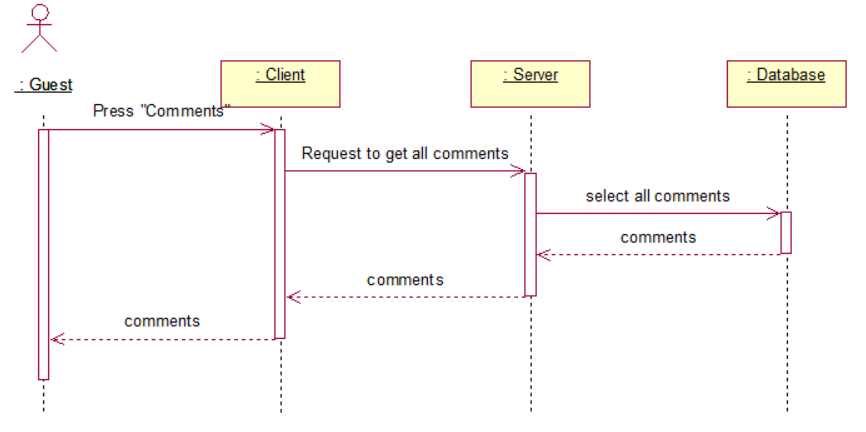 : Guest
: Client
: Server
: Database
Press "Comments"
Request to get all comments
select all comments
comments
comments
comments